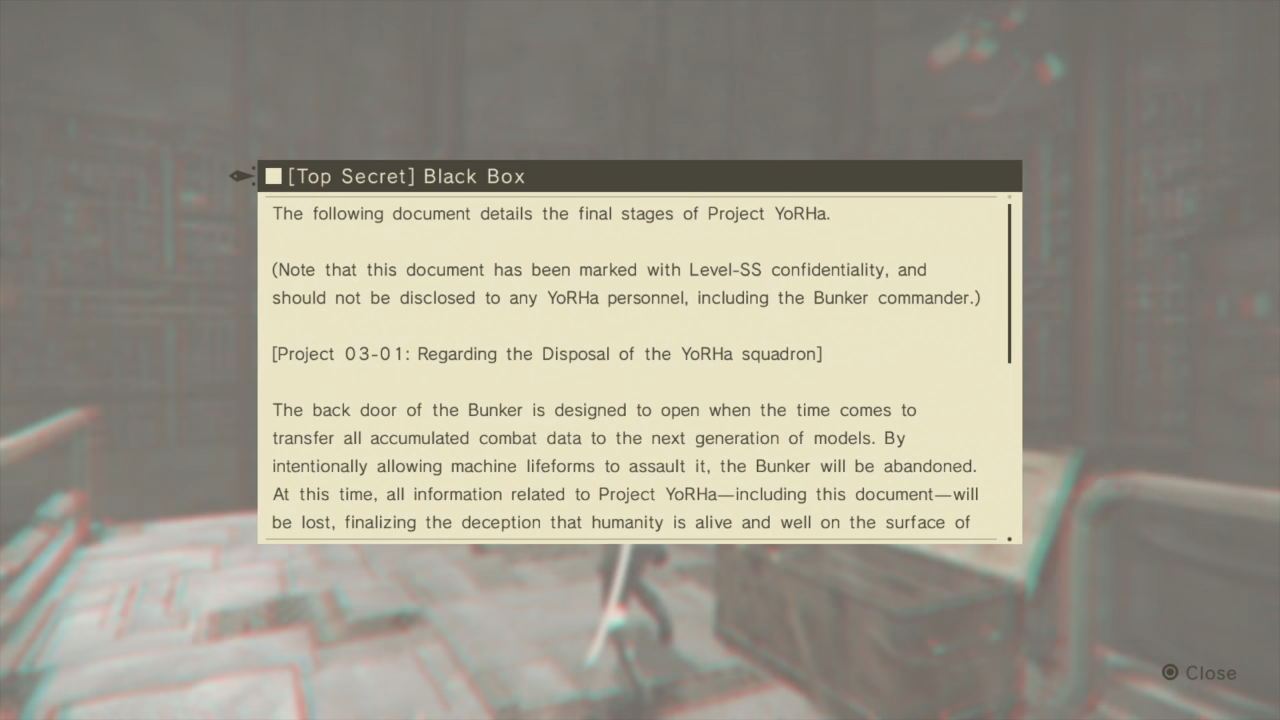 [Top Secret] Black Box
The following document details the final stages of Project YoRHa.
(Note that this document has been marked with Level-SS confidentiality, and
should not be disclosed to any YoRHa personnel, including the Bunker commander.)
[Project 03-01: Regarding the Disposal of the YoRHa squadron]
The back door of the Bunker is designed to open when the time comes to
transfer all accumulated combat data to the next generation of models. By
intentionally allowing machine lifeforms to assault it, the Bunker will be abandoned.
At this time, all information related to Project YoRHa—including this document—will
be lost, finalizing the deception that humanity is alive and well on the surface of
Close